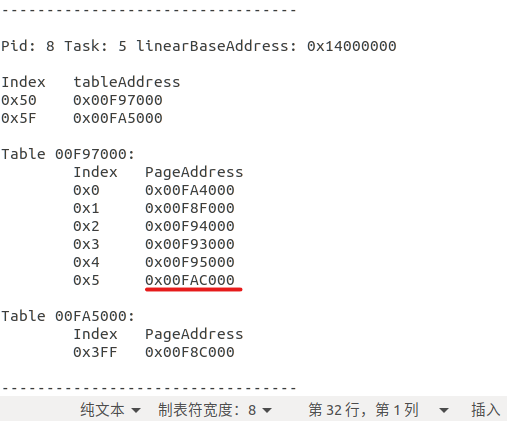 ---------------------------------
Pid: 8 Task: 5 linearBaseAddress: 0x14000000
Index tableAddress
0x50 0x00F97000
0x5F 0x00FA5000
Table 00F97000:
Index PageAddress
0x0 0x00FA4000
0x1 0x00F8F000
0x2 0x00F94000
0x3 0x00F93000
0x4 0x00F95000
0x5 0x00FAC000
Table 00FA5000:
Index PageAddress
0x3FF 0x00F8C000
---------------------------------
纯文本 制表符宽度：8 第 32 行，第 1 列 插入